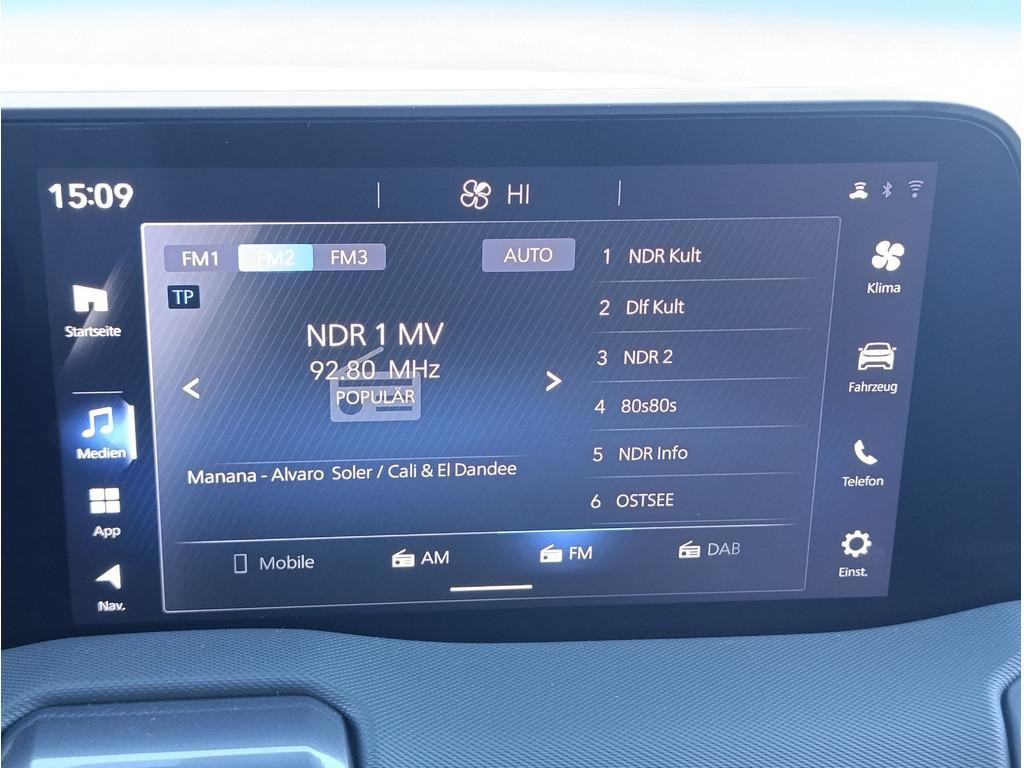 15:09
HI
Startseite
Medien
App
Nav.
FM1 FM2 FM3
AUTO
TP
NDR 1 MV
92.80 MHz
POPULÄR
Manana - Alvaro Soler / Cali & El Dandee
1 NDR Kult
2 Dlf Kult
3 NDR 2
4 80s80s
5 NDR Info
6 OSTSEE
Mobile
AM
FM
DAB
Klima
Fahrzeug
Telefon
Einst.